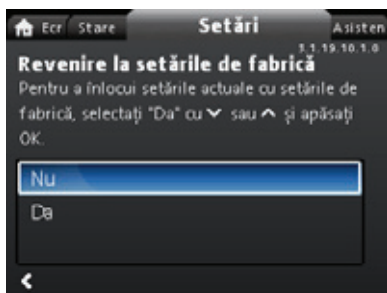 Ecr Stare Setări Asisten
3.1.19.10.1.0
Revenire la setările de fabrică
Pentru a înlocui setările actuale cu setările de
fabrică, selectați "Da" cu sau și apăsați
OK.
Nu
Da